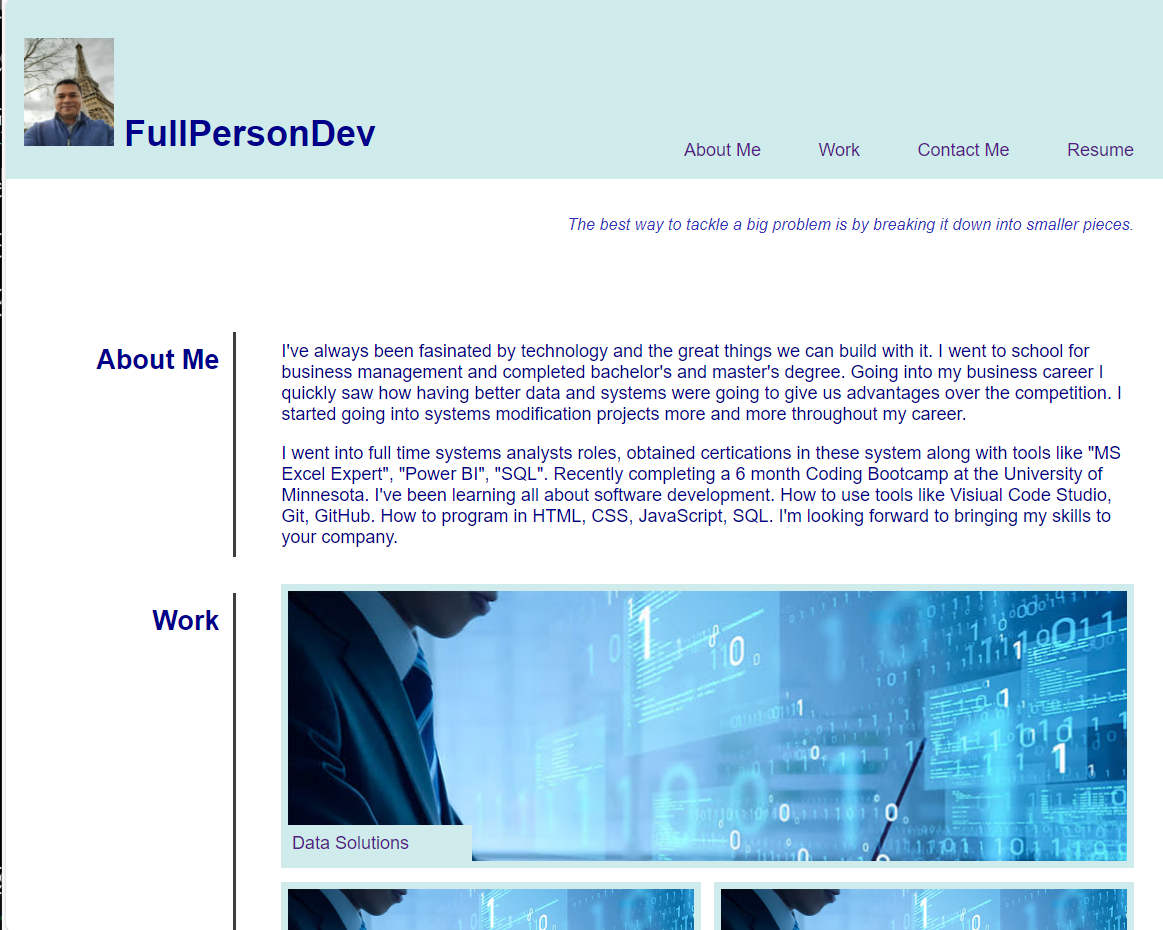 FullPersonDev
About Me
Work
Contact Me
Resume
The best way to tackle a big problem is by breaking it down into smaller pieces.
About Me
I've always been fasinated by technology and the great things we can build with it. I went to school for
business management and completed bachelor's and master's degree. Going into my business career I
quickly saw how having better data and systems were going to give us advantages over the competition. I
started going into systems modification projects more and more throughout my career.
I went into full time systems analysts roles, obtained certications in these system along with tools like "MS
Excel Expert", "Power BI", "SQL". Recently completing a 6 month Coding Bootcamp at the University of
Minnesota. I've been learning all about software development. How to use tools like Visiual Code Studio,
Git, GitHub. How to program in HTML, CSS, JavaScript, SQL. I'm looking forward to bringing my skills to
your company.
Work
Data Solutions